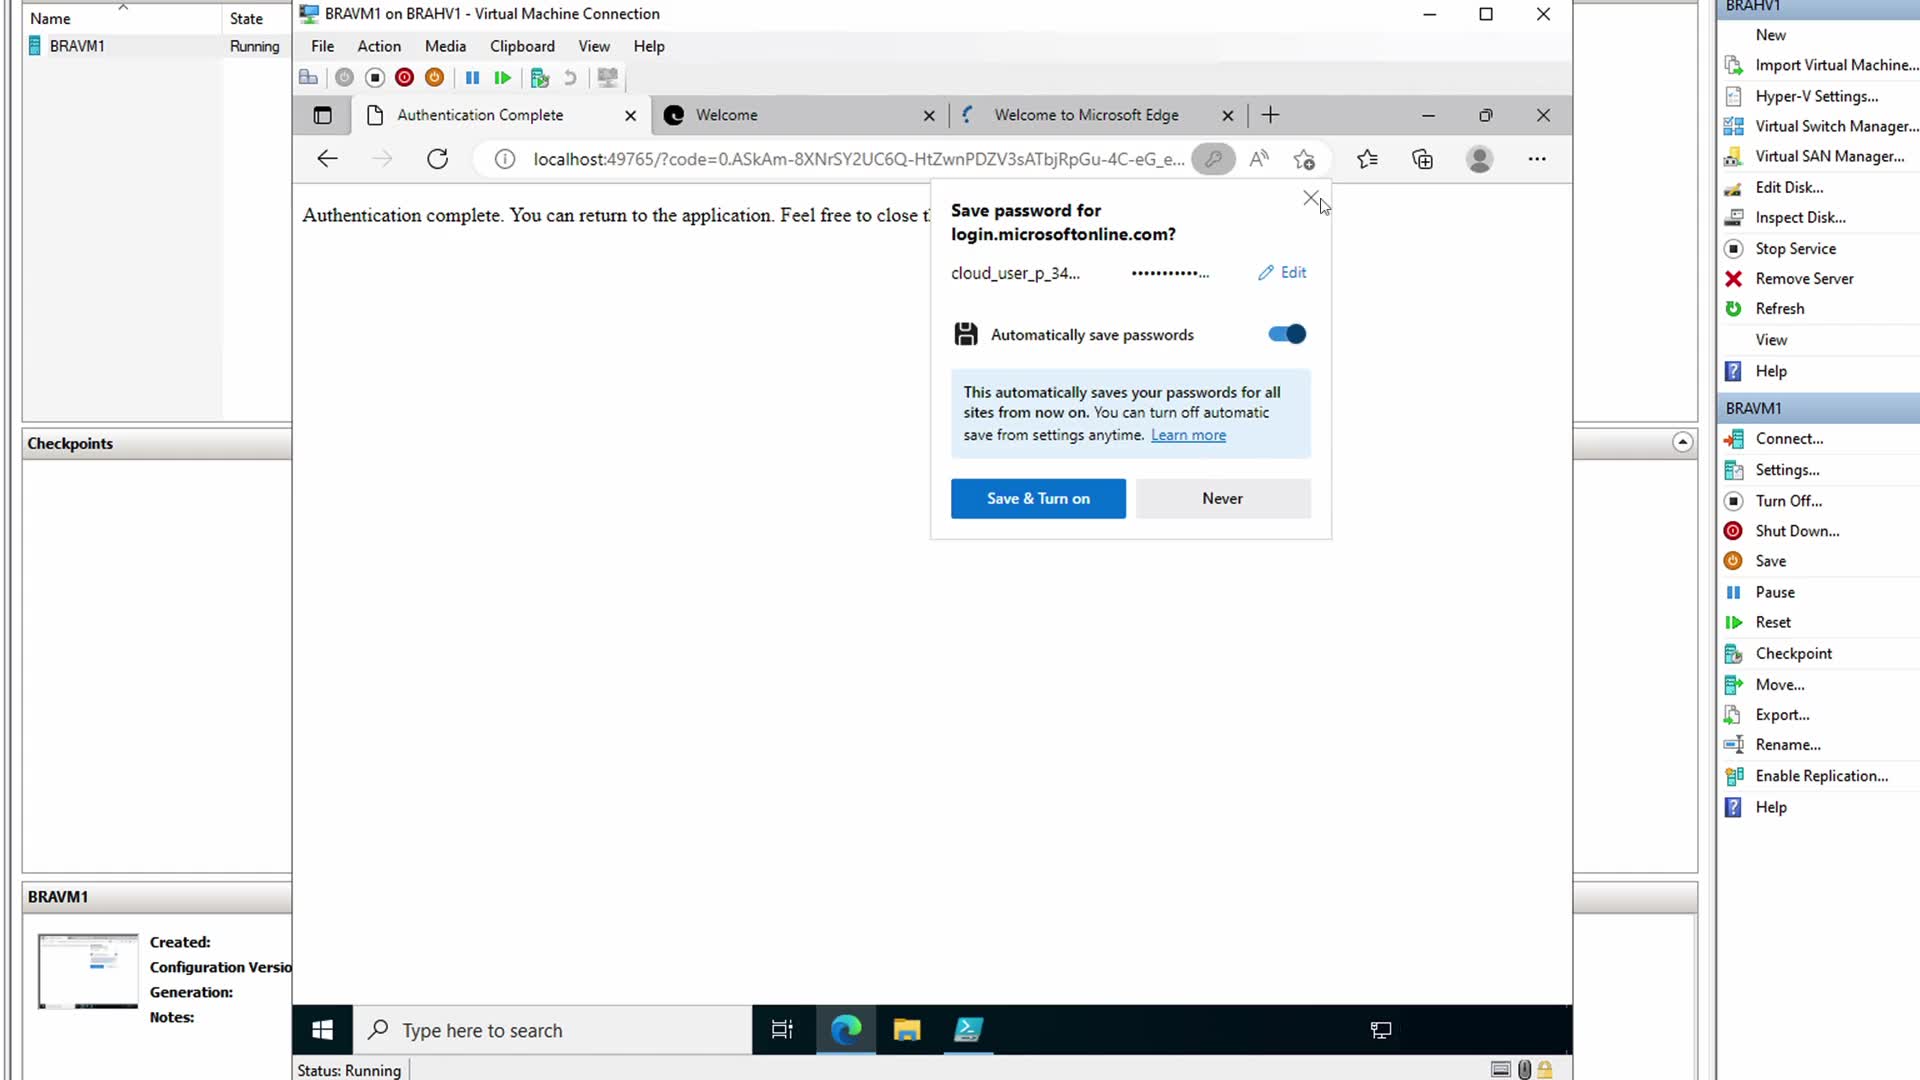 Name
State
BRAVM1
Running
Checkpoints
BRAVM1
Created:
Configuration Versio
Generation:
Notes:
BRAVM1 on BRAHV1 - Virtual Machine Connection
File Action Media Clipboard View Help
Authentication Complete
Welcome
Welcome to Microsoft Edge
localhost:49765/?code=0.ASkAm-8XNrSY2UC6Q-HtZwnPDZV3sATbjRpGu-4C-eG_e...
Authentication complete. You can return to the application. Feel free to close t
Save password for
login.microsoftonline.com?
cloud_user_p_34...
••••••••••••...
Edit
Automatically save passwords
This automatically saves your passwords for all
sites from now on. You can turn off automatic
save from settings anytime. Learn more
Save & Turn on
Never
Type here to search
Status: Running
BRAHV1
New
Import Virtual Machine...
Hyper-V Settings...
Virtual Switch Manager...
Virtual SAN Manager...
Edit Disk...
Inspect Disk...
Stop Service
Remove Server
Refresh
View
Help
BRAVM1
Connect...
Settings...
Turn Off...
Shut Down...
Save
Pause
Reset
Checkpoint
Move...
Export...
Rename...
Enable Replication...
Help